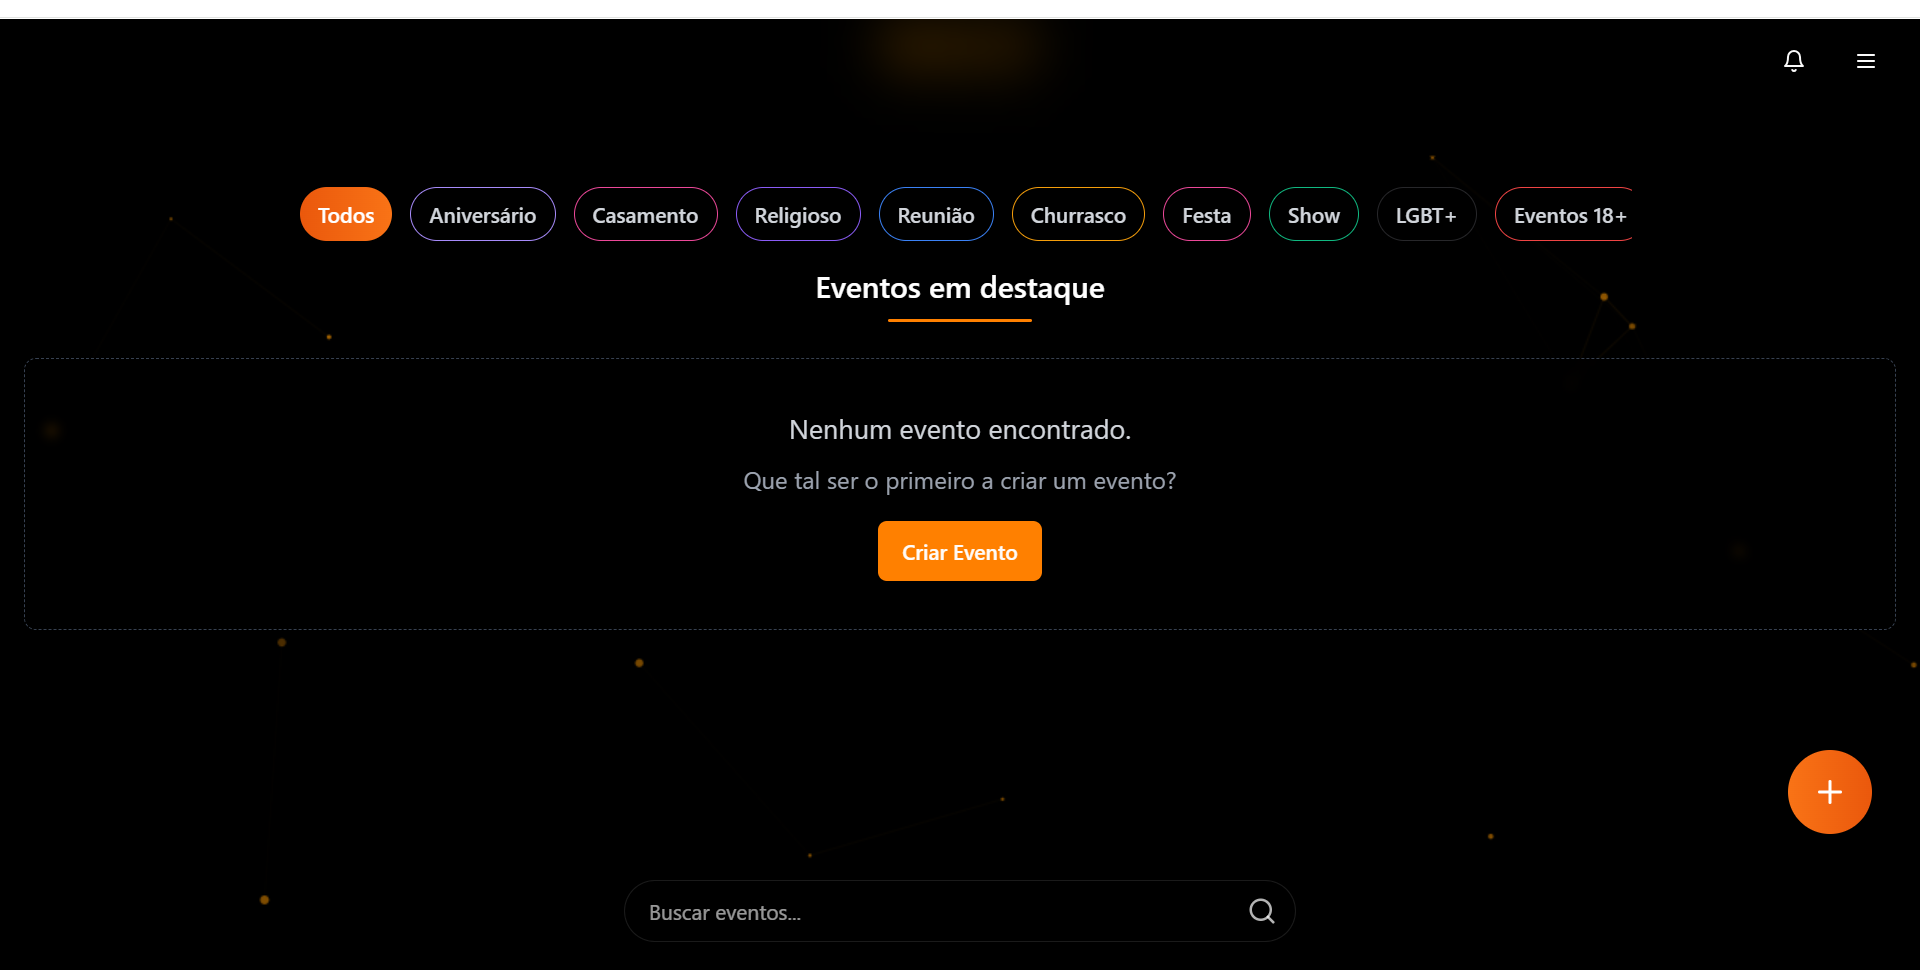 Todos Aniversário Casamento Religioso Reunião Churrasco Festa Show LGBT+ Eventos 18+
Eventos em destaque
Nenhum evento encontrado.
Que tal ser o primeiro a criar um evento?
Criar Evento
+
Buscar eventos...